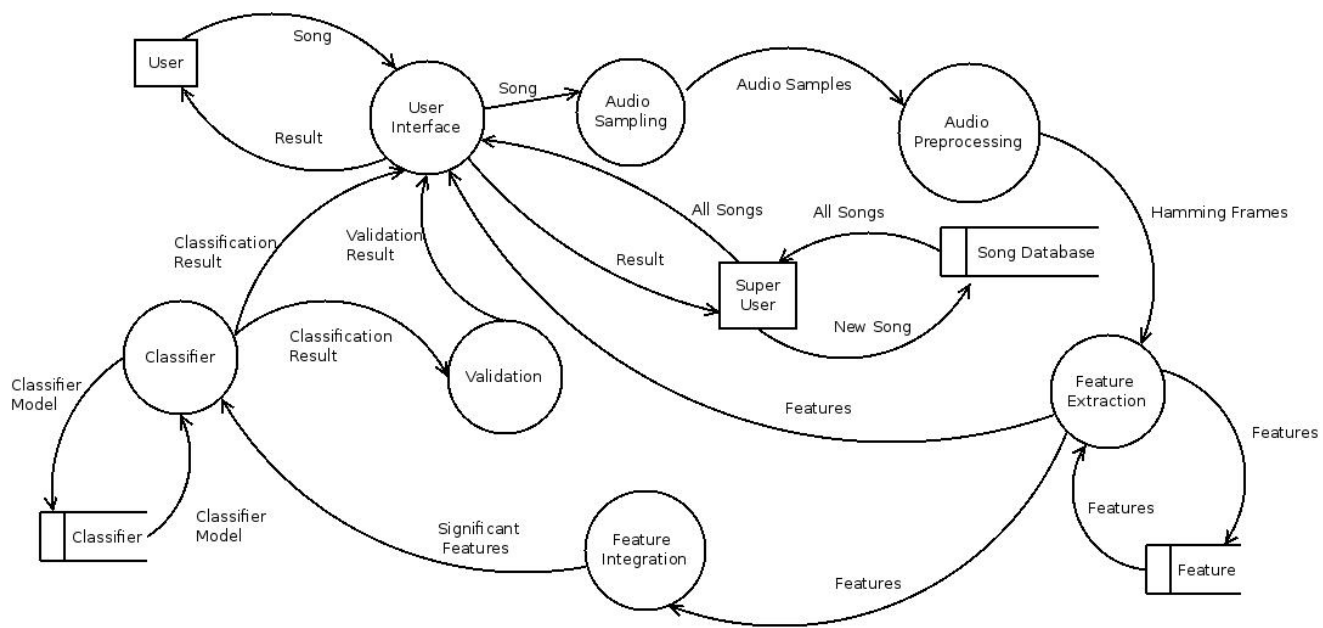 Song
User
Song
User
Interface
Audio
Sampling
Audio Samples
Audio
Preprocessing
Result
All Songs
All Songs
Hamming Frames
Classification
Result
Validation
Result
Result
Super
User
Song Database
New Song
Classifier
Classification
Result
Validation
Feature
Extraction
Classifier
Model
Features
Features
Classifier
Classifier
Model
Significant
Features
Feature
Integration
Features
Features
Feature